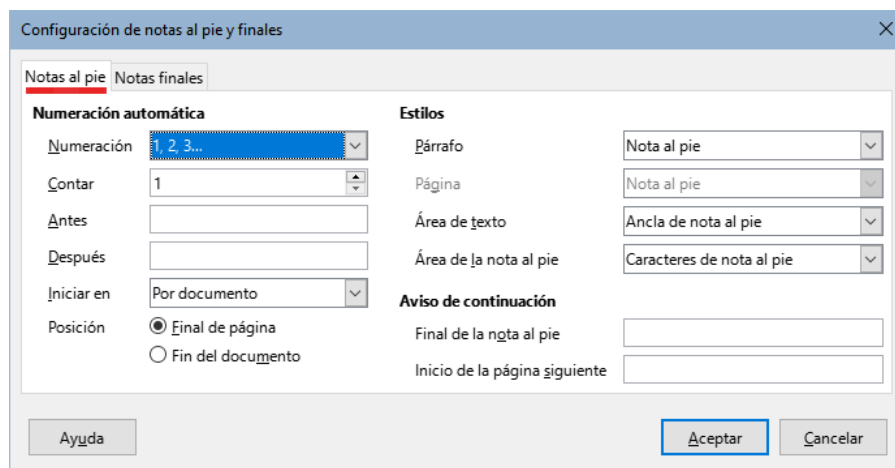 Configuración de notas al pie y finales
Notas al pie Notas finales
Numeración automática
Numeración 1, 2, 3...
Contar 1
Antes
Después
Iniciar en Por documento
Posición Final de página
Fin del documento
Estilos
Párrafo Nota al pie
Página Nota al pie
Área de texto Ancla de nota al pie
Área de la nota al pie Caracteres de nota al pie
Aviso de continuación
Final de la nota al pie
Inicio de la página siguiente
Ayuda Aceptar Cancelar